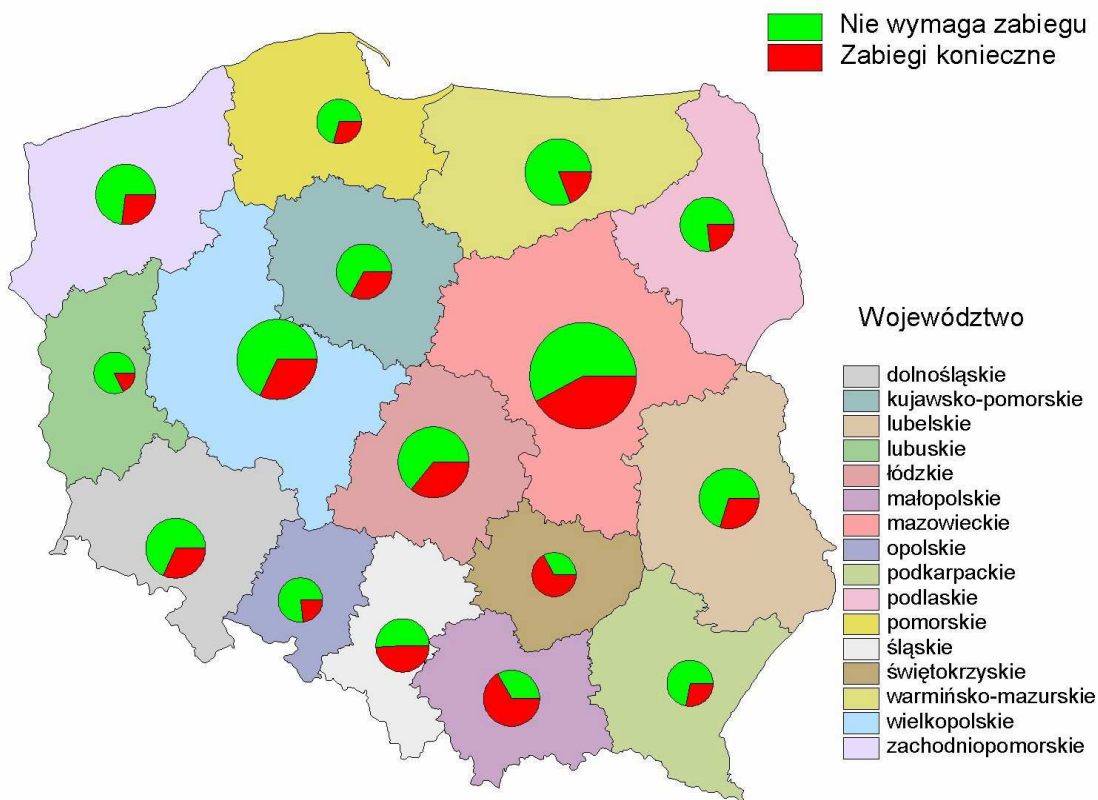 Nie wymaga zabiegu
Zabiegi konieczne
Województwo
dolnośląskie
kujawsko-pomorskie
lubelskie
lubuskie
łódzkie
małopolskie
mazowieckie
opolskie
podkarpackie
podlaskie
pomorskie
śląskie
świętokrzyskie
warmińsko-mazurskie
wielkopolskie
zachodniopomorskie